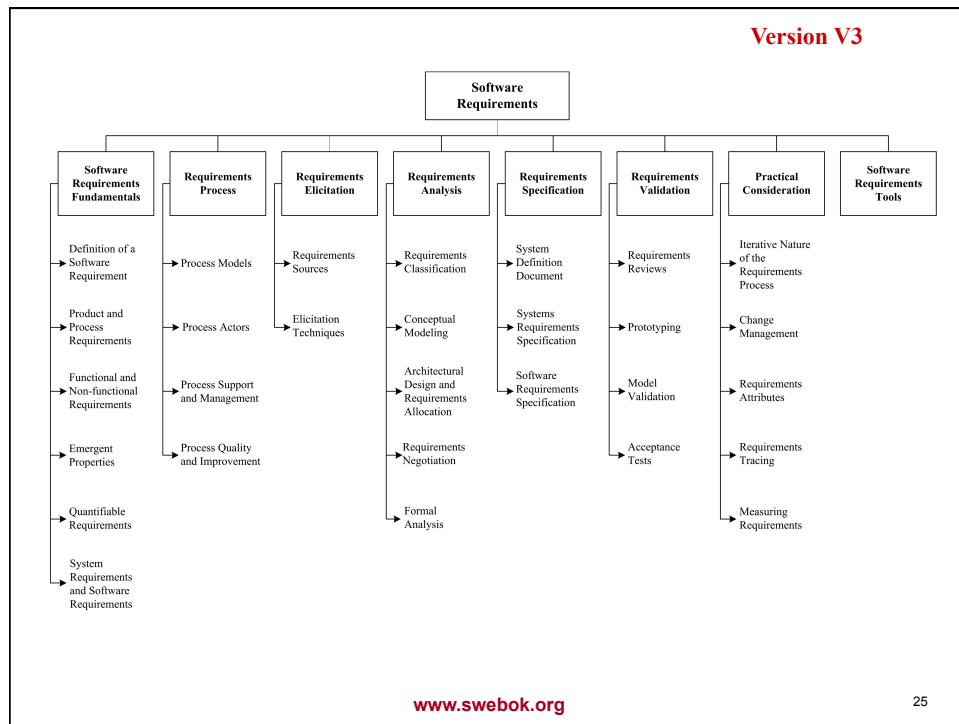 Version V3
Software
Requirements
Software
Requirements
Fundamentals
Requirements
Process
Requirements
Elicitation
Requirements
Analysis
Requirements
Specification
Requirements
Validation
Practical
Consideration
Software
Requirements
Tools
Definition of a
Software
Requirement
Product and
Process
Requirements
Functional and
Non-functional
Requirements
Emergent
Properties
Quantifiable
Requirements
System
Requirements
and Software
Requirements
Process Models
Process Actors
Process Support
and Management
Process Quality
and Improvement
Requirements
Sources
Elicitation
Techniques
Requirements
Classification
Conceptual
Modeling
Architectural
Design and
Requirements
Allocation
Requirements
Negotiation
Formal
Analysis
System
Definition
Document
Systems
Requirements
Specification
Software
Requirements
Specification
Requirements
Reviews
Prototyping
Model
Validation
Acceptance
Tests
Iterative Nature
of the
Requirements
Process
Change
Management
Requirements
Attributes
Requirements
Tracing
Measuring
Requirements
www.swebok.org
25